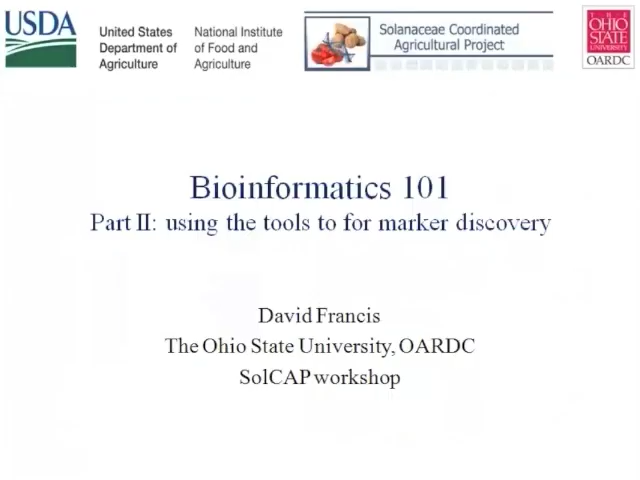 USDA
United States
Department of
Agriculture
National Institute
of Food and
Agriculture
Solanaceae Coordinated
Agricultural Project
THE
OHIO
STATE
UNIVERSITY
OARDC
Bioinformatics 101
Part II: using the tools to for marker discovery
David Francis
The Ohio State University, OARDC
SolCAP workshop